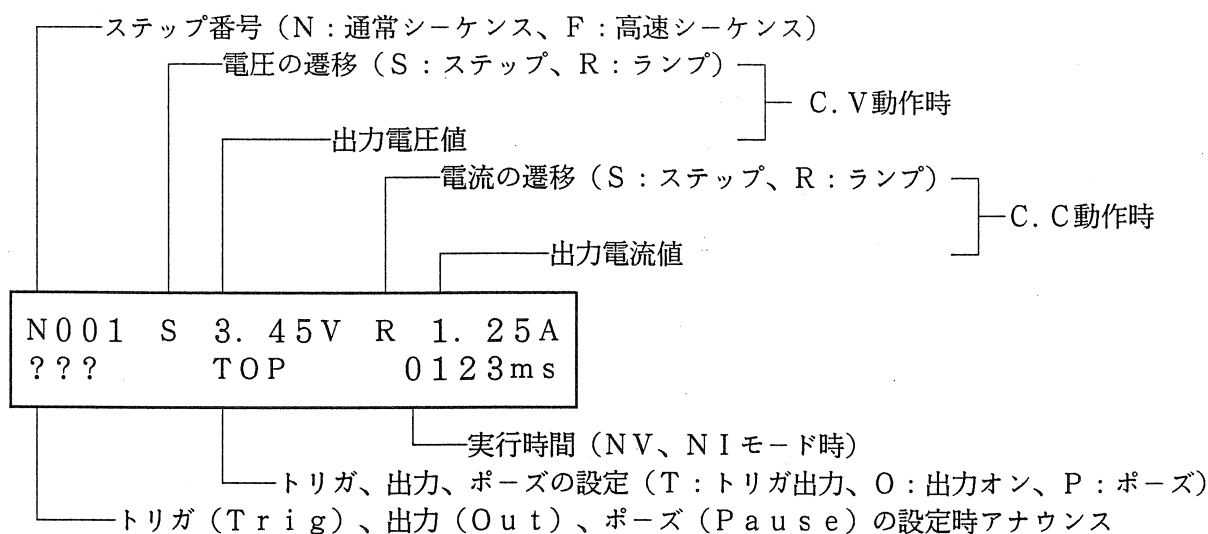 ステップ番号（N：通常シーケンス、F：高速シーケンス）
電圧の遷移（S：ステップ、R：ランプ）
C. V動作時
出力電圧値
電流の遷移（S：ステップ、R：ランプ）
C. C動作時
出力電流値
N001 S 3. 45V R 1. 25A
??? TOP 0123ms
実行時間（NV、NIモード時）
トリガ、出力、ポーズの設定（T：トリガ出力、O：出力オン、P：ポーズ）
トリガ（Trig）、出力（Out）、ポーズ（Pause）の設定時アナウンス